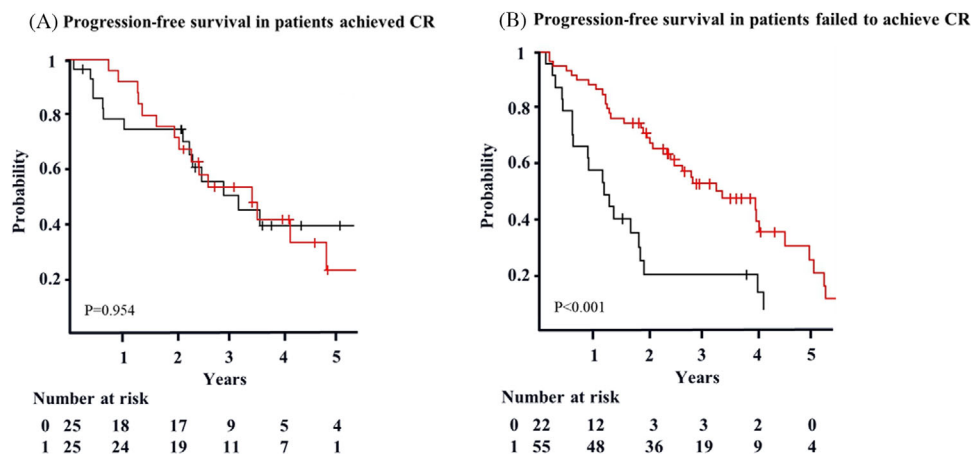 (A) Progression-free survival in patients achieved CR
1
0.8
0.6
0.4
0.2
Probability
P=0.954
1 2 3 4 5
Years
Number at risk
0 25 18 17 9 5 4
1 25 24 19 11 7 1
(B) Progression-free survival in patients failed to achieve CR
1
0.8
0.6
0.4
0.2
Probability
P<0.001
1 2 3 4 5
Years
Number at risk
0 22 12 3 3 2 0
1 55 48 36 19 9 4